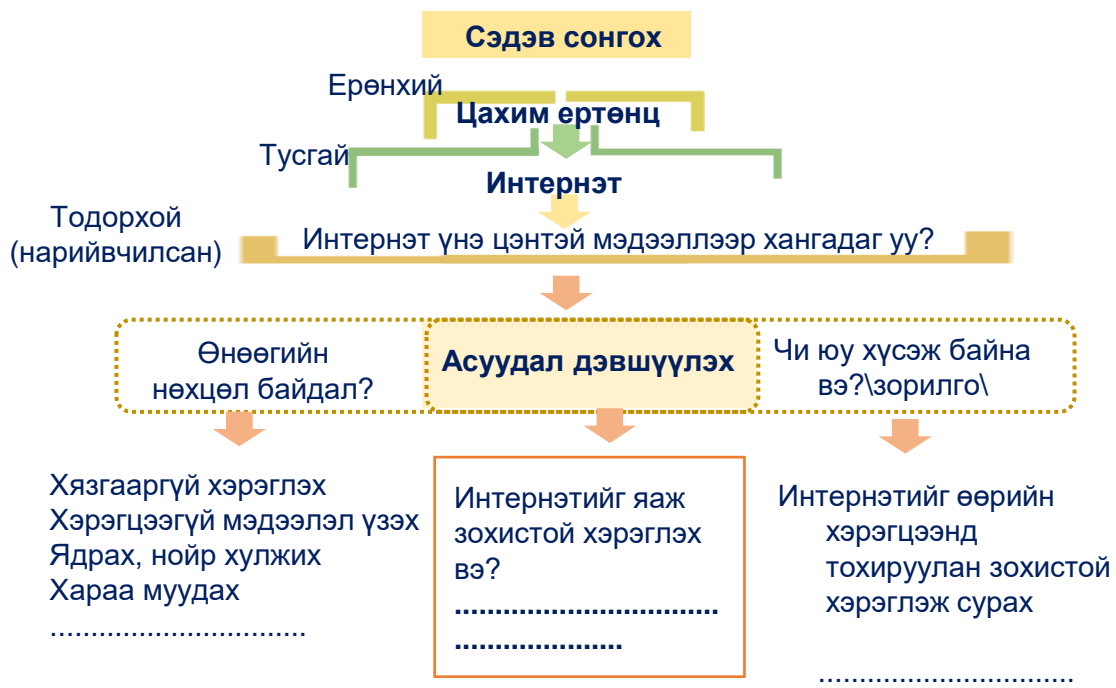 Сэдэв сонгох
Ерөнхий
Цахим ертөнц
Тусгай
Интернэт
Тодорхой
(нарийвчилсан)
Интернэт үнэ цэнтэй мэдээллээр хангадаг уу?
Өнөөгийн
нөхцөл байдал?
Асуудал дэвшүүлэх
Чи юу хүсэж байна
вэ?\зорилго\
Хязгааргүй хэрэглэх
Хэрэгцээгүй мэдээлэл үзэх
Ядрах, нойр хулжих
Хараа муудах
...............................
Интернэтийг яаж
зохистой хэрэглэх
вэ?
................................
....................
Интернэтийг өөрийн
хэрэгцээнд
тохируулан зохистой
хэрэглэж сурах
...............................